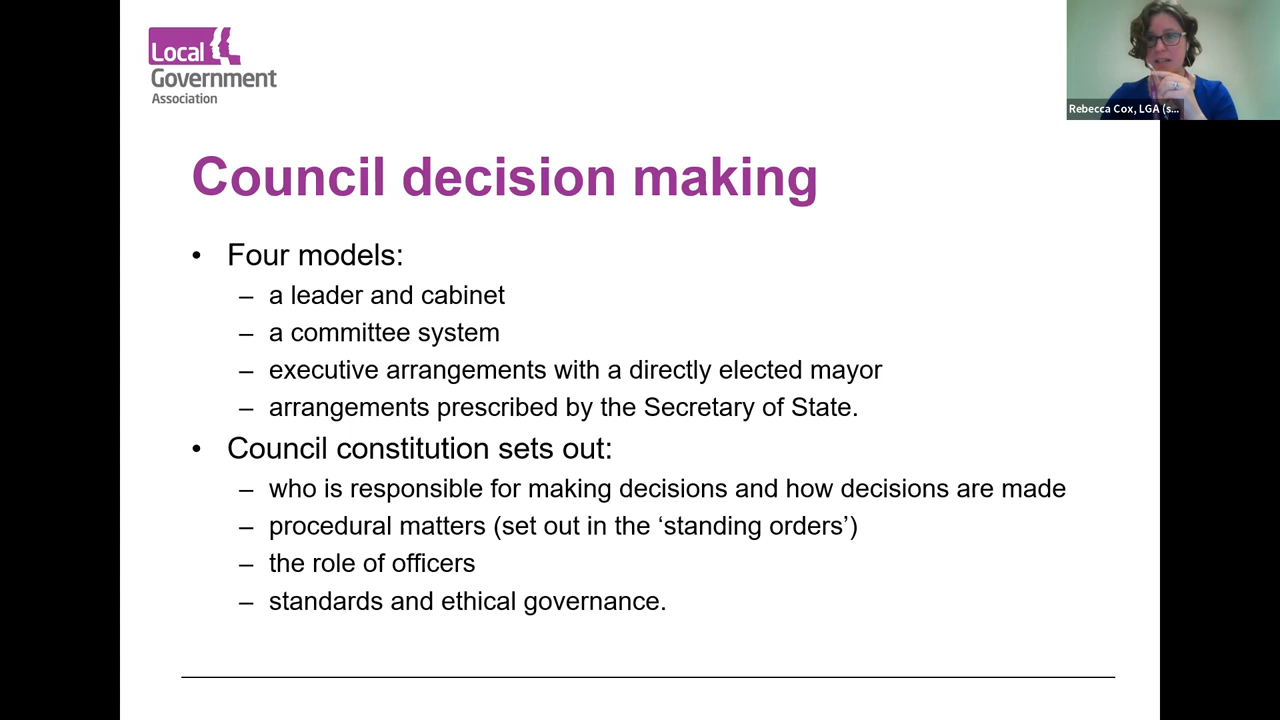 Local
Government
Association
Rebecca Cox, LGA (s...
Council decision making
• Four models:
– a leader and cabinet
– a committee system
– executive arrangements with a directly elected mayor
– arrangements prescribed by the Secretary of State.
• Council constitution sets out:
– who is responsible for making decisions and how decisions are made
– procedural matters (set out in the ‘standing orders’)
– the role of officers
– standards and ethical governance.